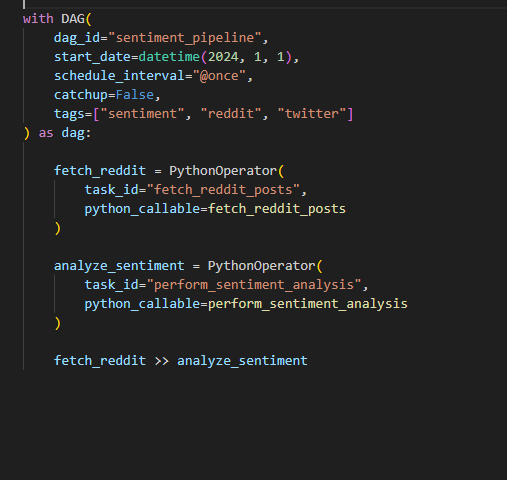 with DAG(
    dag_id="sentiment_pipeline",
    start_date=datetime(2024, 1, 1),
    schedule_interval="@once",
    catchup=False,
    tags=["sentiment", "reddit", "twitter"]
) as dag:
    fetch_reddit = PythonOperator(
        task_id="fetch_reddit_posts",
        python_callable=fetch_reddit_posts
    )
    analyze_sentiment = PythonOperator(
        task_id="perform_sentiment_analysis",
        python_callable=perform_sentiment_analysis
    )
    fetch_reddit >> analyze_sentiment